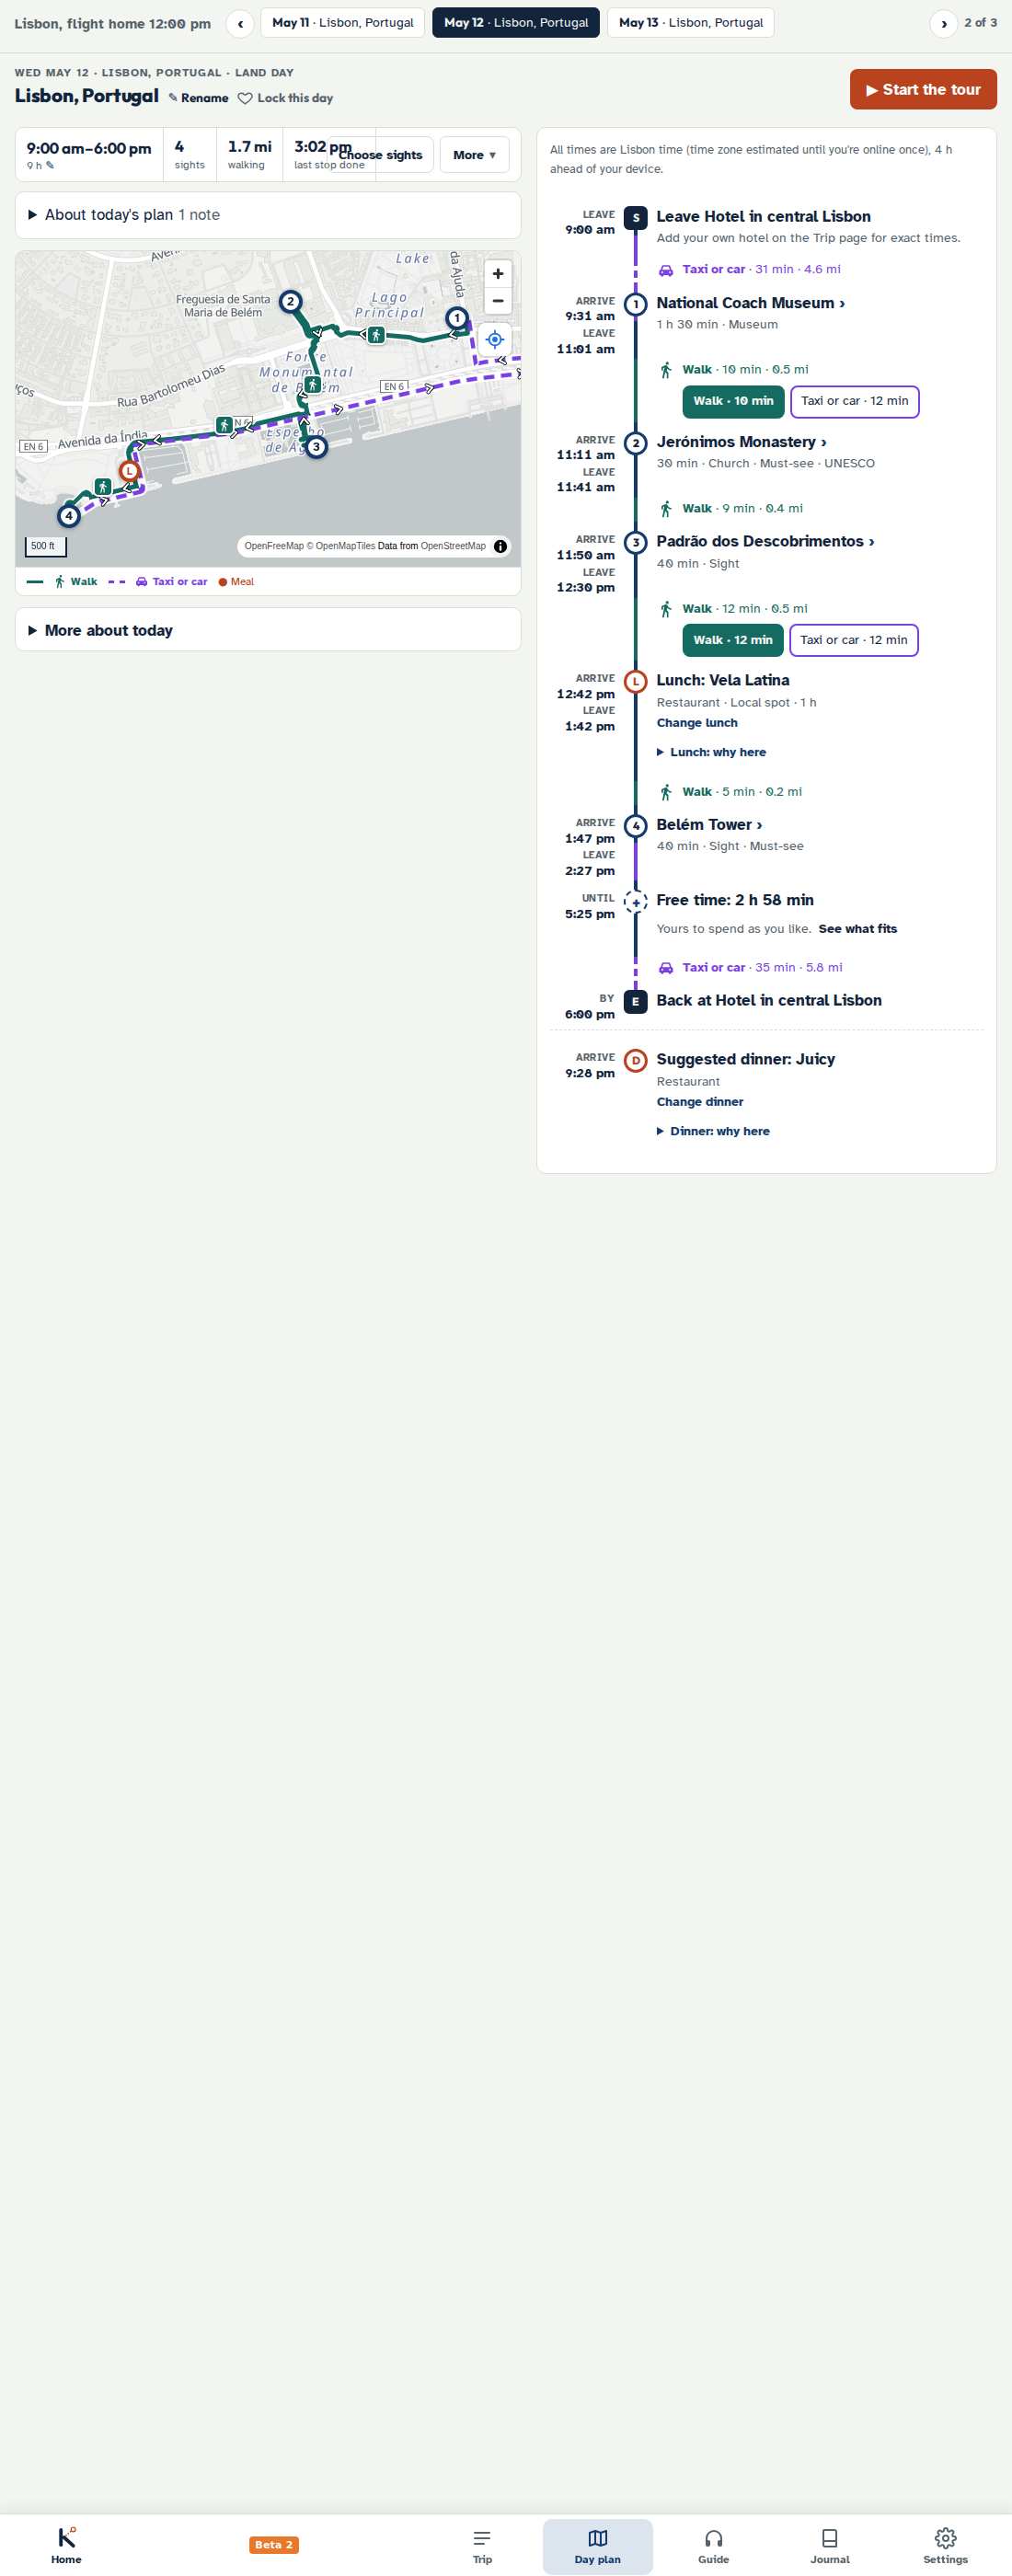 Lisbon, flight home 12:00 pm
‹
May 11 · Lisbon, Portugal
May 12 · Lisbon, Portugal
May 13 · Lisbon, Portugal
›
2 of 3
WED MAY 12 · LISBON, PORTUGAL · LAND DAY
Lisbon, Portugal ✎ Rename Lock this day
▶ Start the tour
9:00 am–6:00 pm
9 h ✎
4
sights
1.7 mi
walking
3:02 pm
last stop done
Choose sights
More ▾
▶ About today's plan 1 note
Lake
da Ajuda
Freguesia de Santa
Maria de Belém
2
Lago
Principal
1
+
−
EN 6
Rua Bartolomeu Dias
Avenida da Índia
EN 6
3
L
4
500 ft
OpenFreeMap © OpenMapTiles Data from OpenStreetMap
Walk
Taxi or car
Meal
▶ More about today
All times are Lisbon time (time zone estimated until you're online once), 4 h
ahead of your device.
LEAVE
9:00 am
S
Leave Hotel in central Lisbon
Add your own hotel on the Trip page for exact times.
Taxi or car · 31 min · 4.6 mi
ARRIVE
9:31 am
LEAVE
11:01 am
1
National Coach Museum ›
1 h 30 min · Museum
Walk · 10 min · 0.5 mi
Walk · 10 min
Taxi or car · 12 min
ARRIVE
11:11 am
LEAVE
11:41 am
2
Jerónimos Monastery ›
30 min · Church · Must-see · UNESCO
Walk · 9 min · 0.4 mi
ARRIVE
11:50 am
LEAVE
12:30 pm
3
Padrão dos Descobrimentos ›
40 min · Sight
Walk · 12 min · 0.5 mi
Walk · 12 min
Taxi or car · 12 min
ARRIVE
12:42 pm
LEAVE
1:42 pm
L
Lunch: Vela Latina
Restaurant · Local spot · 1 h
Change lunch
▶ Lunch: why here
Walk · 5 min · 0.2 mi
ARRIVE
1:47 pm
LEAVE
2:27 pm
4
Belém Tower ›
40 min · Sight · Must-see
UNTIL
5:25 pm
+
Free time: 2 h 58 min
Yours to spend as you like. See what fits
Taxi or car · 35 min · 5.8 mi
BY
6:00 pm
E
Back at Hotel in central Lisbon
ARRIVE
9:28 pm
D
Suggested dinner: Juicy
Restaurant
Change dinner
▶ Dinner: why here
Home
Beta 2
Trip
Day plan
Guide
Journal
Settings